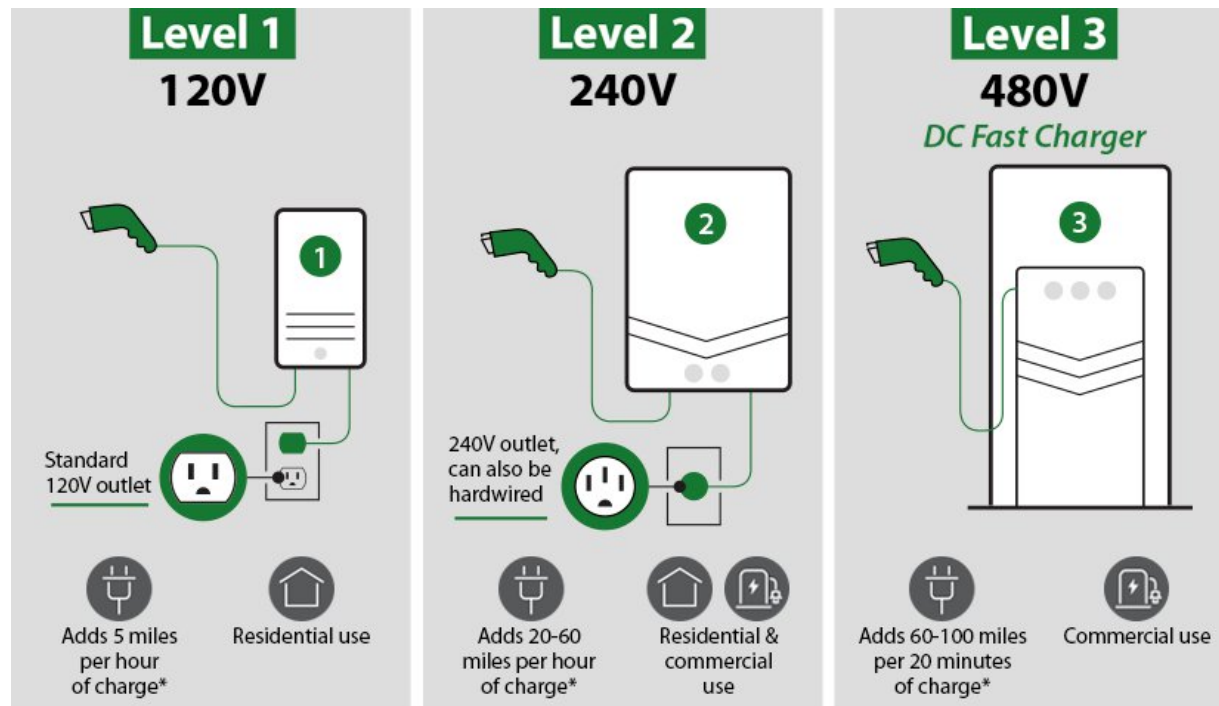 Level 1
120V
1
Standard
120V outlet
Adds 5 miles
per hour
of charge*
Residential use
Level 2
240V
2
240V outlet,
can also be
hardwired
Adds 20-60
miles per hour
of charge*
Residential &
commercial
use
Level 3
480V
DC Fast Charger
3
Adds 60-100 miles
per 20 minutes
of charge*
Commercial use